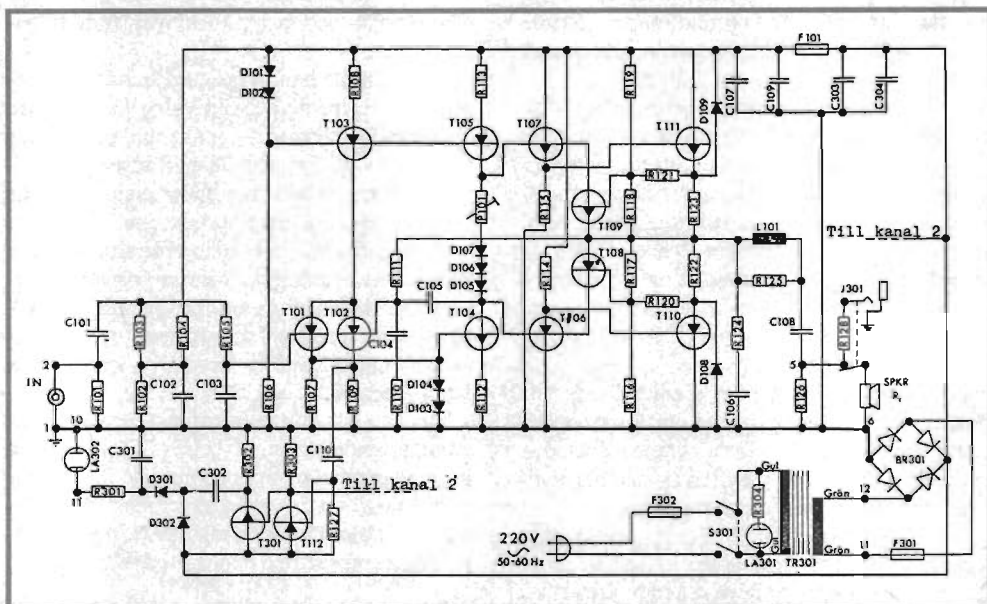 F101
D101
D102
R108
R113
R119
D109
C107
C109
C303
C304
T103
T105
T107
T111
R121
R115
R118
R123
P101
T109
L101
Till kanal 2
D107
D106
D105
T108
R111
R114
R117
R122
R125
J301
C105
C101
R103
R104
R105
T101
T102
C104
T104
T106
R120
T110
R124
C108
R128
2
IN
R101
R102
C102
C103
R106
R107
R109
R110
D104
D103
R112
R116
D108
C106
5
R126
SPKR
1
10
6
LA302
C301
R302
R303
C110
BR301
11
R301
D301
C302
Till kanal 2
D302
T301
T112
R127
220V
50-60 Hz
F302
S301
Gul
R304
Gul
LA301
TR301
Grön
12
Grön
11
F301